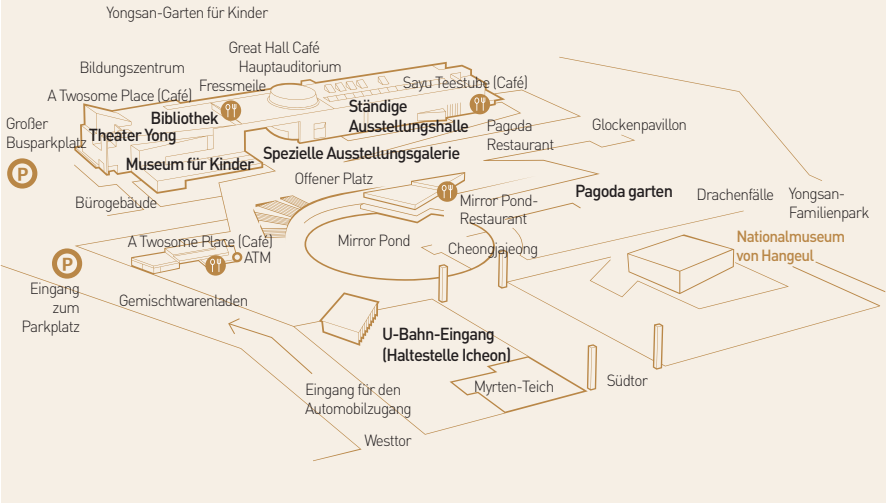 Yongsan-Garten für Kinder
Great Hall Café
Hauptauditorium
Bildungszentrum
Fressmeile
Sayu Teestube (Café)
A Twosome Place (Café)
Ständige
Ausstellungshalle
Bibliothek
Großer
Busparkplatz
Theater Yong
Pagoda
Restaurant
Glockenpavillon
Spezielle Ausstellungsgalerie
Museum für Kinder
P
Offener Platz
Pagoda garten
Drachenfälle
Yongsan-
Familienpark
Bürogebäude
Mirror Pond-
Restaurant
A Twosome Place (Café)
Mirror Pond
Cheongjajeong
Nationalmuseum
von Hangeul
ATM
P
Eingang
zum
Parkplatz
Gemischtwarenladen
U-Bahn-Eingang
(Haltestelle Icheon)
Eingang für den
Automobilzugang
Myrten-Teich
Südtor
Westtor